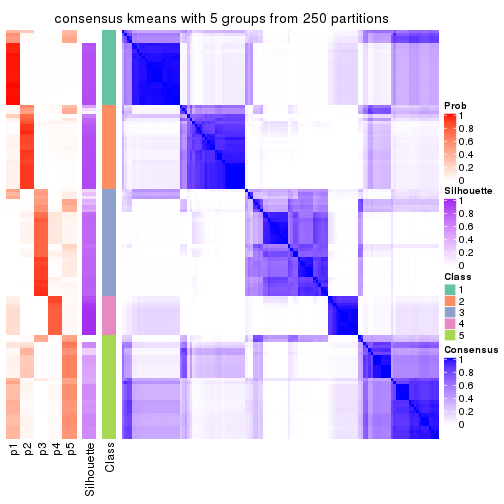 consensus kmeans with 5 groups from 250 partitions
Prob
1
0.8
0.6
0.4
0.2
0
Silhouette
1
0.8
0.6
0.4
0.2
0
Class
1
2
3
4
5
Consensus
1
0.8
0.6
0.4
0.2
0
p1
p2
p3
p4
p5
Silhouette
Class